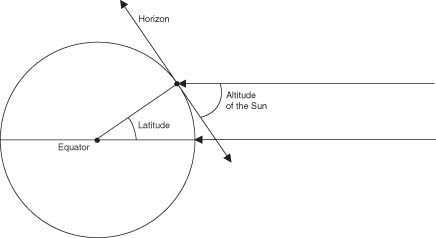 Horizon
Altitude
of the Sun
Latitude
Equator